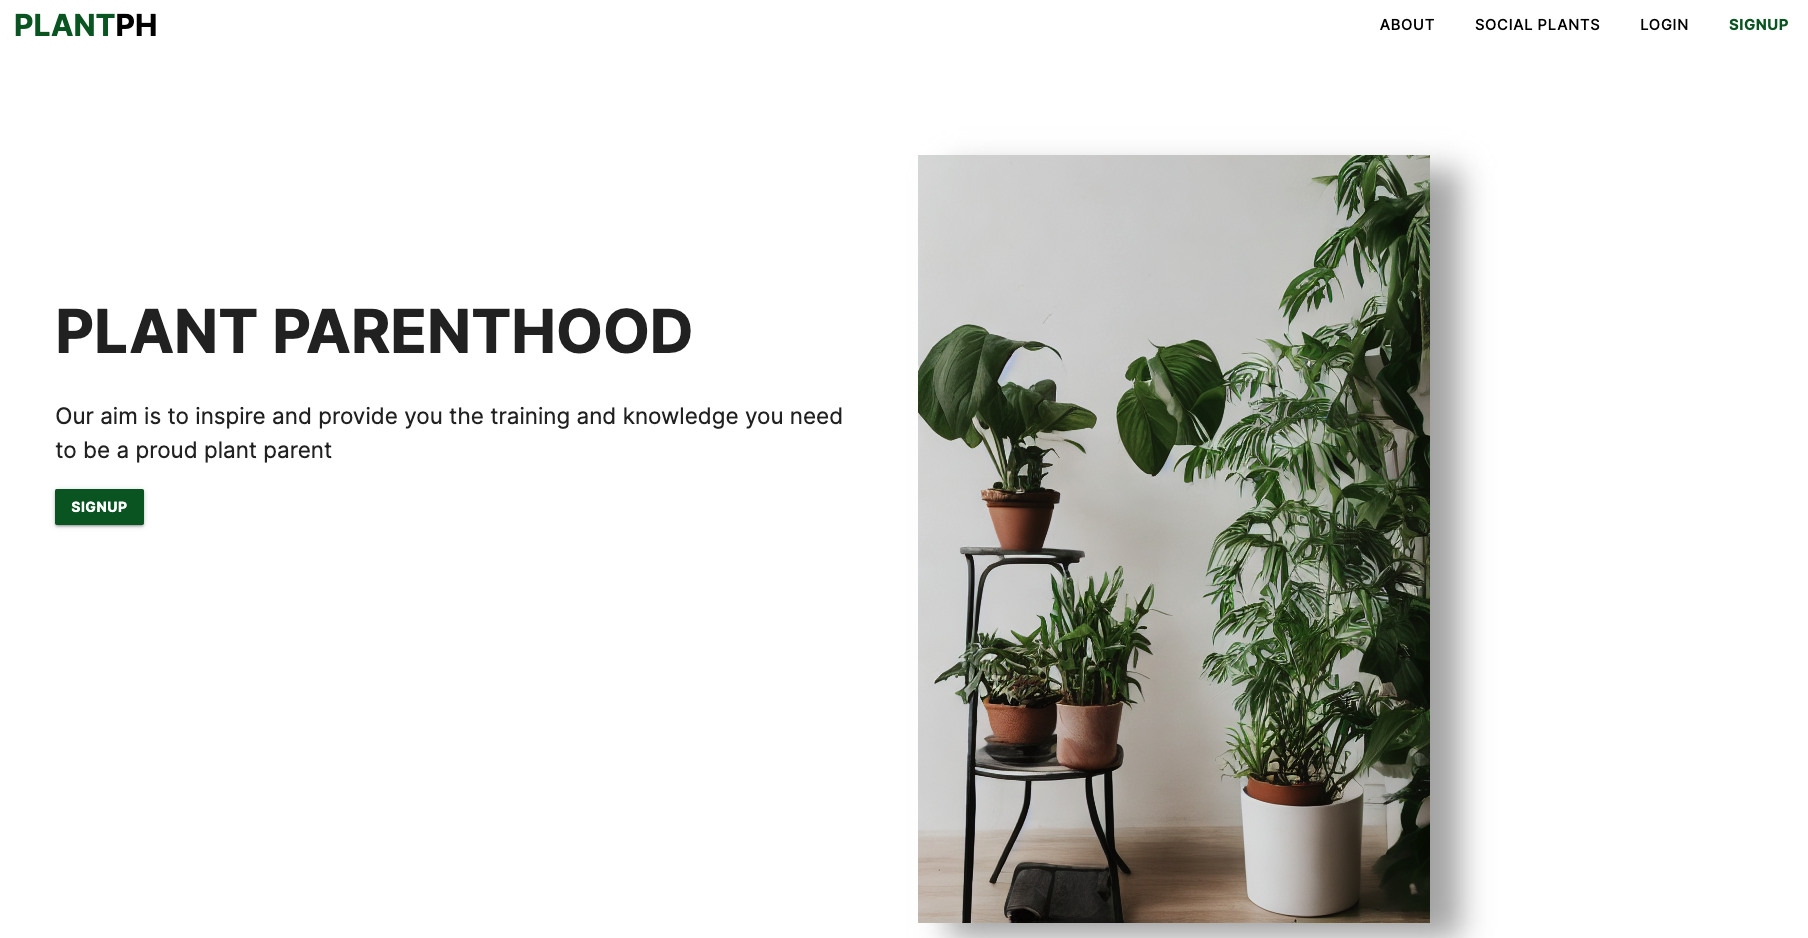 PLANTPH
ABOUT
SOCIAL PLANTS
LOGIN
SIGNUP
PLANT PARENTHOOD
Our aim is to inspire and provide you the training and knowledge you need
to be a proud plant parent
SIGNUP